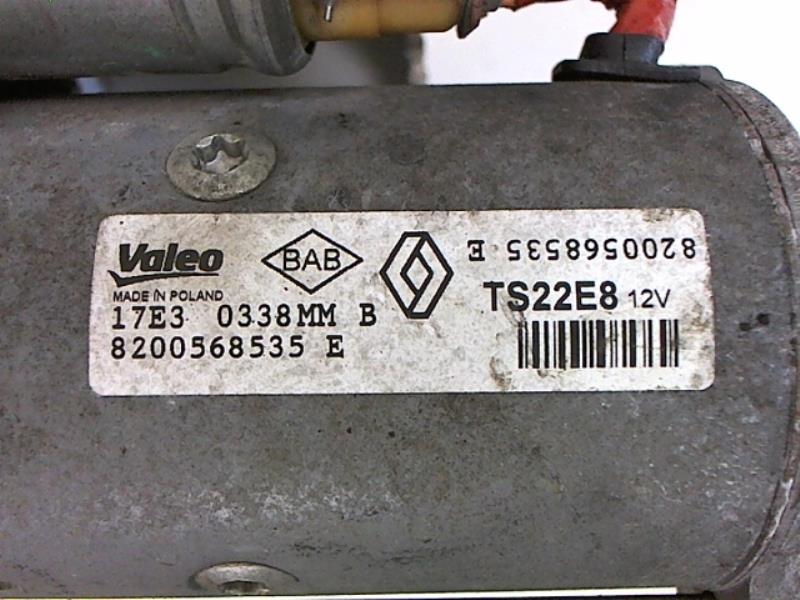 Valeo
MADE IN POLAND
BAB
17E3 0338MM B
8200568535 E
8200568535 E
TS22E8 12V